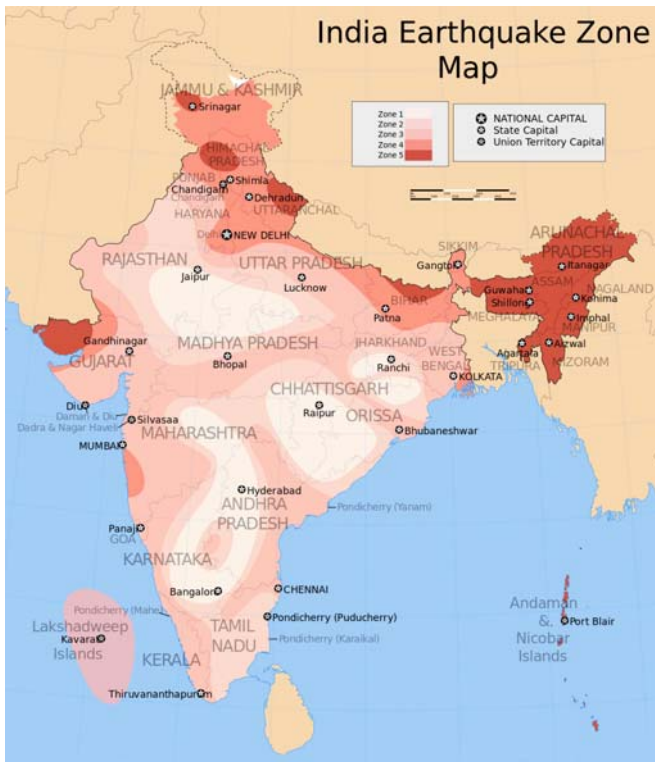 India Earthquake Zone
Map
Zone 1
Zone 2
Zone 3
Zone 4
Zone 5
NATIONAL CAPITAL
State Capital
Union Territory Capital
JAMMU & KASHMIR
Srinagar
HIMACHAL
PRADESH
PUNJAB
Shimla
Chandigarh
Chandigarh
Dehradun
UTTARANCHAL
HARYANA
Delhi
NEW DELHI
RAJASTHAN
Jaipur
UTTAR PRADESH
Lucknow
SIKKIM
Gangtok
ARUNACHAL
PRADESH
Itanagar
ASSAM
Guwahati
NAGALAND
Shillong
Kohima
MEGHALAYA
Imphal
MANIPUR
BIHAR
Patna
Agartala
Aizwal
TRIPURA
MIZORAM
Gandhinagar
GUJARAT
MADHYA PRADESH
Bhopal
JHARKHAND
Ranchi
WEST
BENGAL
KOLKATA
CHHATTISGARH
Raipur
ORISSA
Bhubaneshwar
Diu
Daman & Diu
Dadra & Nagar Haveli
Silvasaa
MUMBAI
MAHARASHTRA
Hyderabad
ANDHRA
PRADESH
Pondicherry (Yanam)
Panaji
GOA
KARNATAKA
Bangalore
CHENNAI
Pondicherry (Mahe)
Pondicherry (Puducherry)
Pondicherry (Karaikal)
TAMIL
NADU
Lakshadweep
Kavarati
Islands
KERALA
Thiruvananthapuram
Andaman
&
Nicobar
Islands
Port Blair